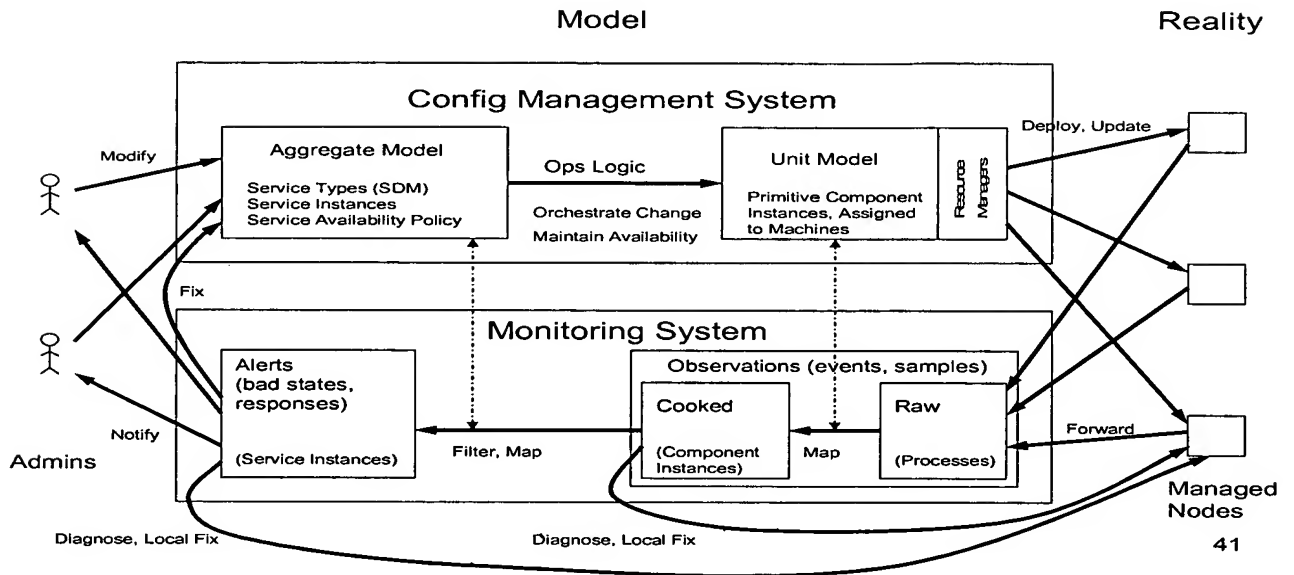 Model
Reality
Config Management System
Modify
Aggregate Model
Service Types (SDM)
Service Instances
Service Availability Policy
Ops Logic
Orchestrate Change
Maintain Availability
Unit Model
Primitive Component
Instances, Assigned
to Machines
Resource
Managers
Deploy, Update
Fix
Monitoring System
Alerts
(bad states,
responses)
(Service Instances)
Observations (events, samples)
Cooked
(Component
Instances)
Raw
(Processes)
Notify
Filter, Map
Map
Forward
Admins
Managed
Nodes
Diagnose, Local Fix
Diagnose, Local Fix
41